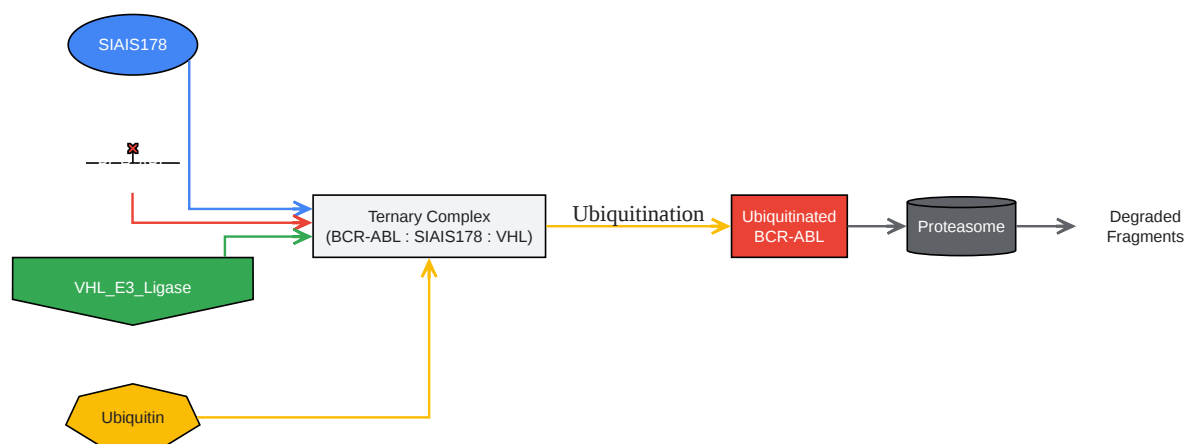 SIAIS178
Ternary Complex
(BCR-ABL : SIAIS178 : VHL)
Ubiquitination
Ubiquitinated
BCR-ABL
Proteasome
Degraded
Fragments
VHL_E3_Ligase
Ubiquitin